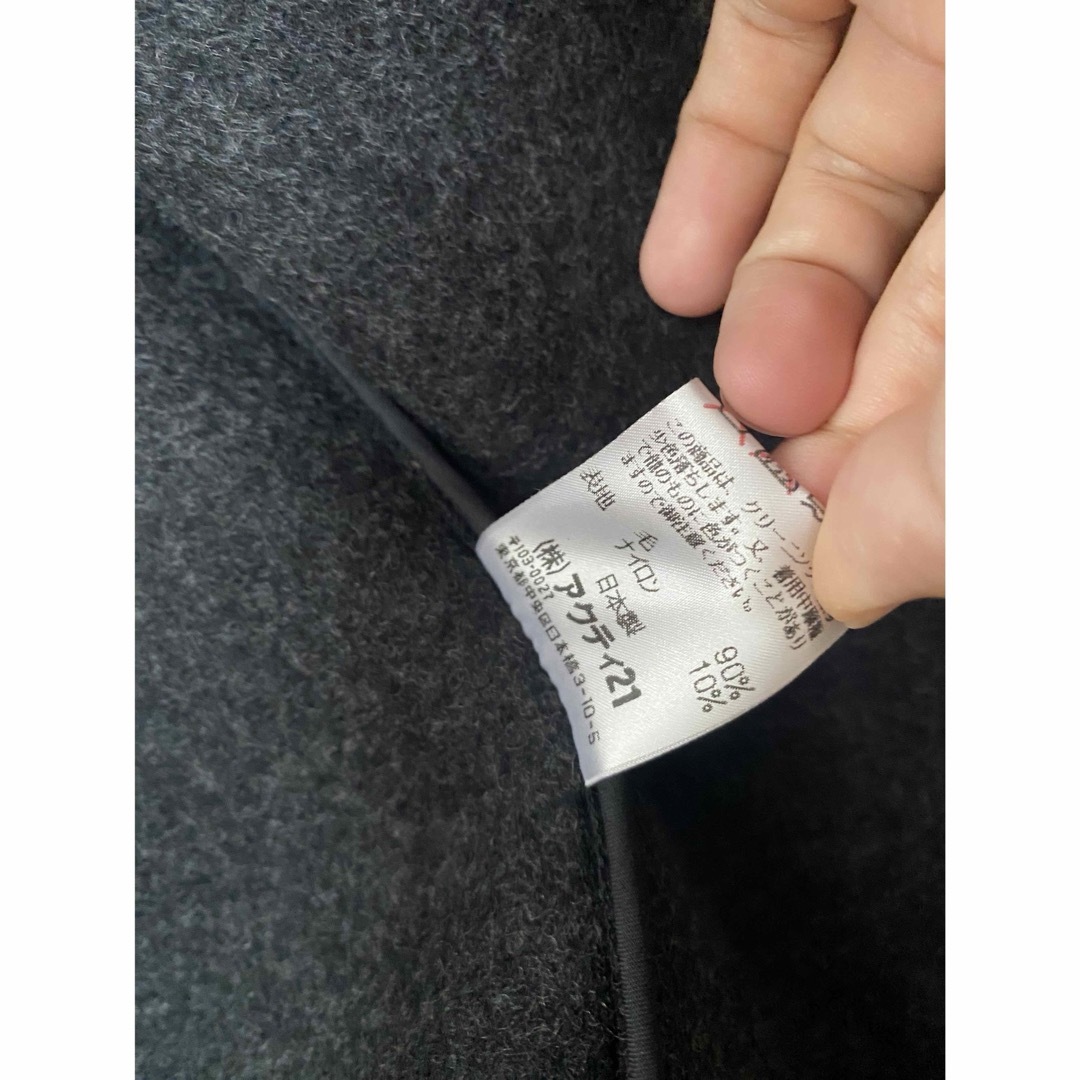 この商品は、クリーニング
少色落ちします。又、着用中
で他のものに色がつくことがあり
ますので御注意ください。
表地 毛 90%
ナイロン 10%
日本製
(株)アクティ21
〒103-0027
東京都中央区日本橋3-10-5